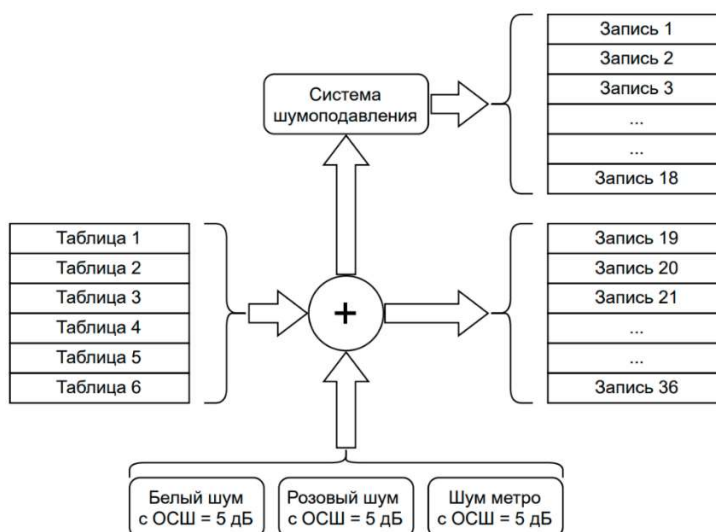 Запись 1
Запись 2
Запись 3
...
...
Запись 18
Система
шумоподавления
Таблица 1
Таблица 2
Таблица 3
Таблица 4
Таблица 5
Таблица 6
+
Запись 19
Запись 20
Запись 21
...
...
Запись 36
Белый шум
с ОСШ = 5 дБ
Розовый шум
с ОСШ = 5 дБ
Шум метро
с ОСШ = 5 дБ